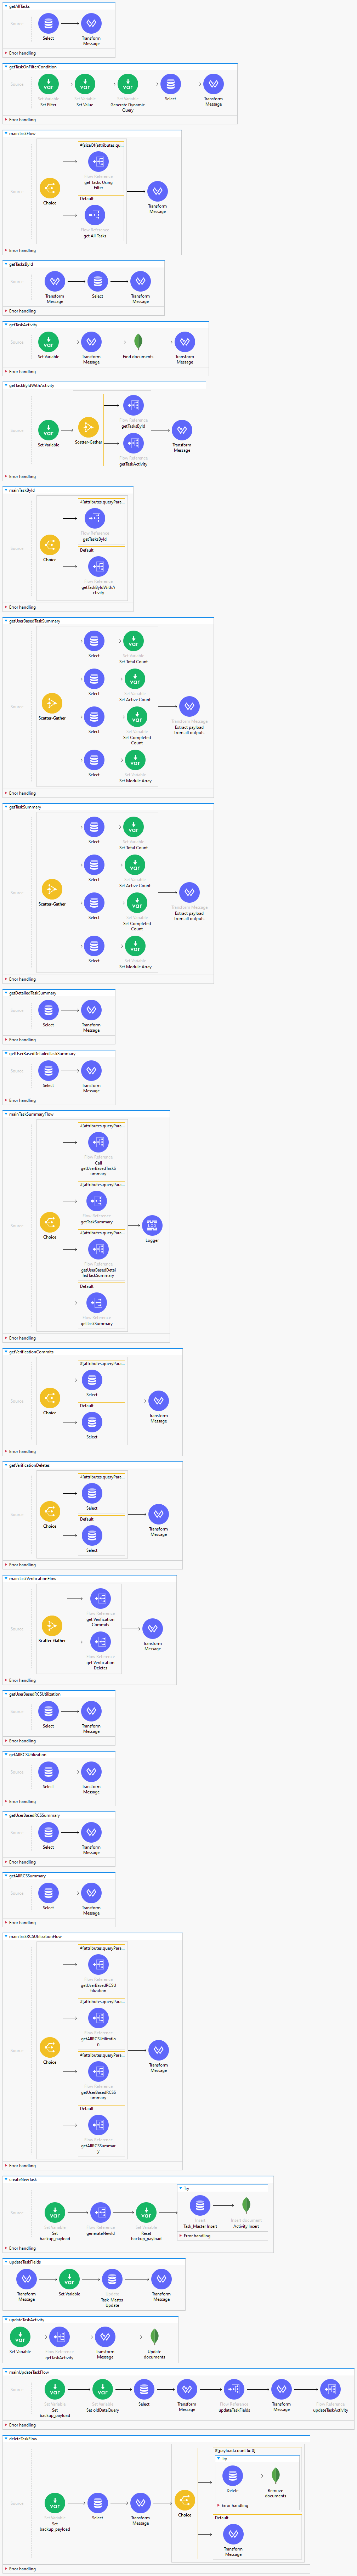 getAllTasks
Source
Select
Transform
Message
Error handling
getTaskOnFilterCondition
Source
Set Variable
Set Filter
Set Variable
Set Value
Set Variable
Generate Dynamic
Query
Select
Transform
Message
Error handling
mainTaskFlow
Source
Choice
#[sizeOf(attributes.qu...
Flow Reference
get Tasks Using
Filter
Default
Flow Reference
get All Tasks
Transform
Message
Error handling
getTasksById
Source
Transform
Message
Select
Transform
Message
Error handling
getTaskActivity
Source
Set Variable
Transform
Message
Find documents
Transform
Message
Error handling
getTaskByIdWithActivity
Source
Set Variable
Scatter-Gather
Flow Reference
getTasksById
Flow Reference
getTaskActivity
Transform
Message
Error handling
mainTaskById
Source
Choice
#[attributes.queryPara...
Flow Reference
getTasksById
Default
Flow Reference
getTaskByIdWithA
ctivity
Error handling
getUserBasedTaskSummary
Source
Scatter-Gather
Select
Set Variable
Set Total Count
Select
Set Variable
Set Active Count
Select
Set Variable
Set Completed
Count
Select
Set Variable
Set Module Array
Transform Message
Extract payload
from all outputs
Error handling
getTaskSummary
Source
Scatter-Gather
Select
Set Variable
Set Total Count
Select
Set Variable
Set Active Count
Select
Set Variable
Set Completed
Count
Select
Set Variable
Set Module Array
Transform Message
Extract payload
from all outputs
Error handling
getDetailedTaskSummary
Source
Select
Transform
Message
Error handling
getUserBasedDetailedTaskSummary
Source
Select
Transform
Message
Error handling
mainTaskSummaryFlow
Source
Choice
#[attributes.queryPara...
Flow Reference
Call
getUserBasedTaskS
ummary
#[attributes.queryPara...
Flow Reference
getTaskSummary
#[attributes.queryPara...
Flow Reference
getUserBasedDetai
ledTaskSummary
Default
Flow Reference
getTaskSummary
Logger
Error handling
getVerificationCommits
Source
Choice
#[attributes.queryPara...
Select
Default
Select
Transform
Message
Error handling
getVerificationDeletes
Source
Choice
#[attributes.queryPara...
Select
Default
Select
Transform
Message
Error handling
mainTaskVerificationFlow
Source
Scatter-Gather
Flow Reference
get Verification
Commits
Flow Reference
get Verification
Deletes
Transform
Message
Error handling
getUserBasedRCSUtilization
Source
Select
Transform
Message
Error handling
getAllRCSUtilization
Source
Select
Transform
Message
Error handling
getUserBasedRCSSummary
Source
Select
Transform
Message
Error handling
getAllRCSSummary
Source
Select
Transform
Message
Error handling
mainTaskRCSUtilizationFlow
Source
Choice
#[attributes.queryPara...
Flow Reference
getUserBasedRCSU
tilization
#[attributes.queryPara...
Flow Reference
getAllRCSUtilizatio
n
#[attributes.queryPara...
Flow Reference
getUserBasedRCSS
ummary
Default
Flow Reference
getAllRCSSummar
y
Transform
Message
Error handling
createNewTask
Source
Set Variable
Set
backup_payload
Flow Reference
generateNewId
Set Variable
Reset
backup_payload
Try
Insert
Task_Master Insert
Insert document
Activity Insert
Error handling
Error handling
updateTaskFields
Transform
Message
Set Variable
Update
Task_Master
Update
Transform
Message
updateTaskActivity
Set Variable
Flow Reference
getTaskActivity
Transform
Message
Update
documents
mainUpdateTaskFlow
Source
Set Variable
Set
backup_payload
Set Variable
Set oldDataQuery
Select
Transform
Message
Flow Reference
updateTaskFields
Transform
Message
Flow Reference
updateTaskActivity
Error handling
deleteTaskFlow
Source
Set Variable
Set
backup_payload
Select
Transform
Message
Choice
#[payload.count != 0]
Try
Delete
Remove
documents
Error handling
Default
Transform
Message
Error handling